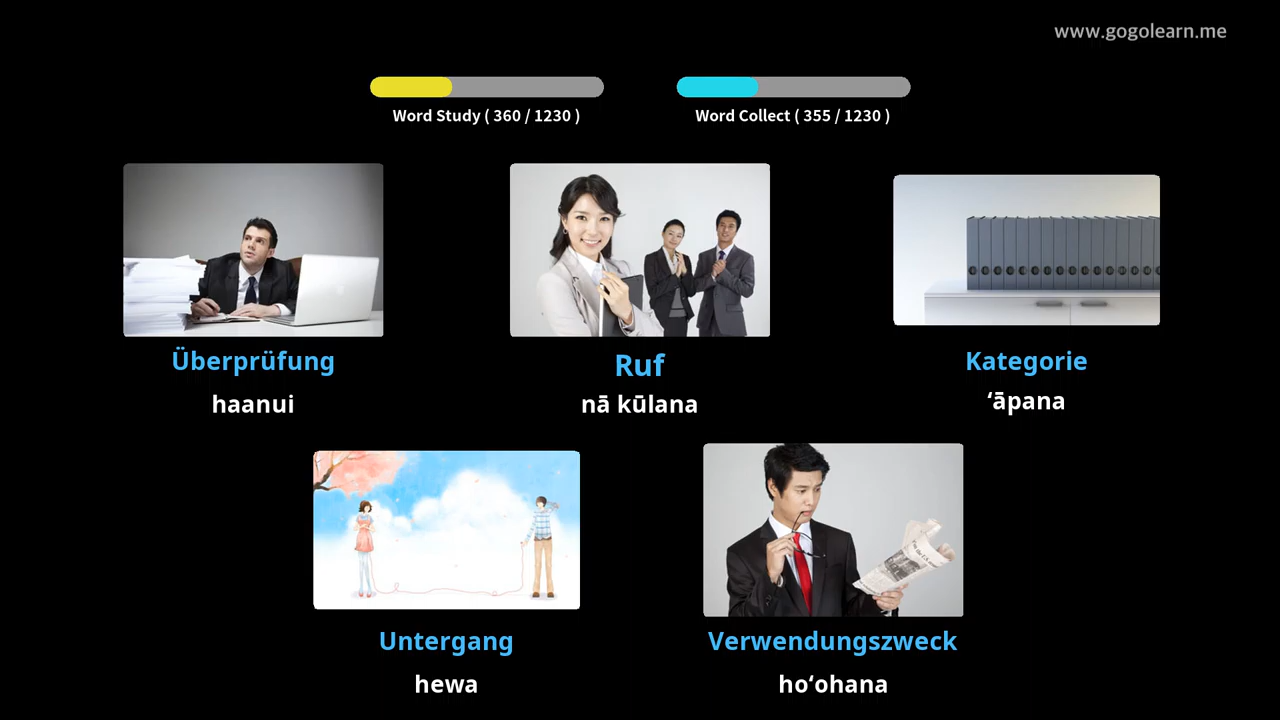 www.gogolearn.me
Word Study ( 360 / 1230 )
Word Collect ( 355 / 1230 )
Überprüfung
haanui
Ruf
nā kūlana
Kategorie
ʻāpana
Untergang
hewa
Verwendungszweck
hoʻohana